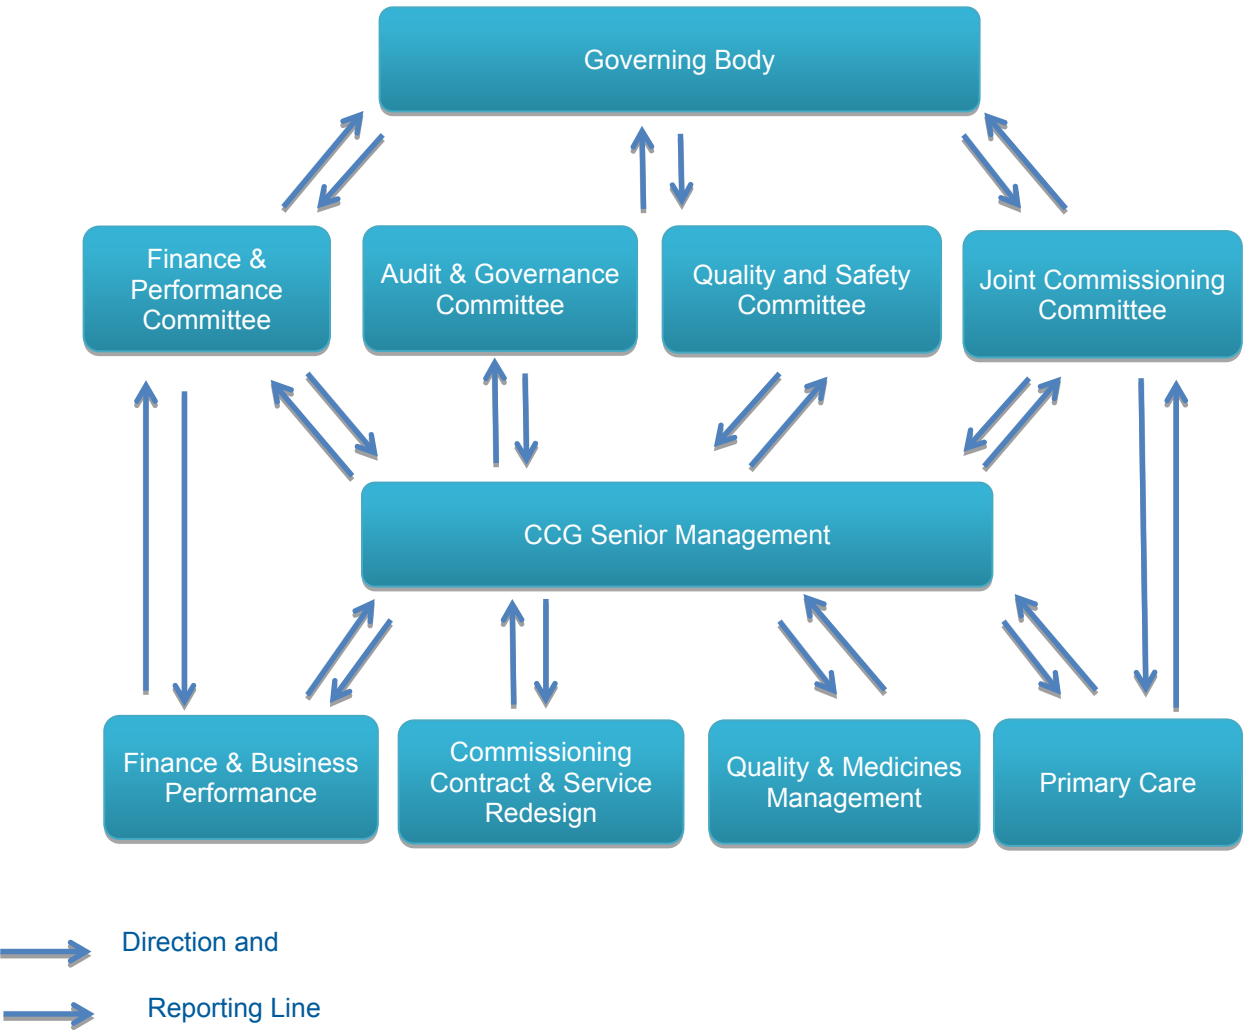 Governing Body
Finance &
Performance
Committee
Audit & Governance
Committee
Quality and Safety
Committee
Joint Commissioning
Committee
CCG Senior Management
Finance & Business
Performance
Commissioning
Contract & Service
Redesign
Quality & Medicines
Management
Primary Care
Direction and
Reporting Line